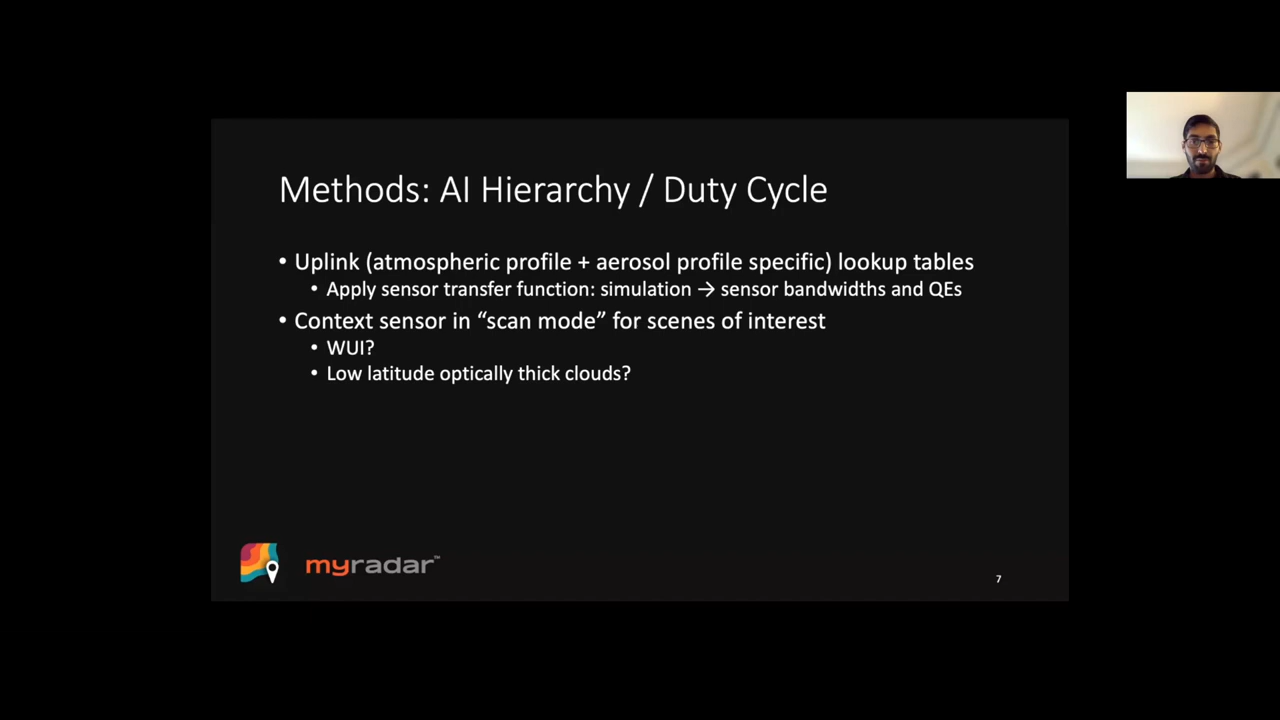 Methods: AI Hierarchy / Duty Cycle
• Uplink (atmospheric profile + aerosol profile specific) lookup tables
• Apply sensor transfer function: simulation → sensor bandwidths and QEs
• Context sensor in “scan mode” for scenes of interest
• WUI?
• Low latitude optically thick clouds?
myradar™
7